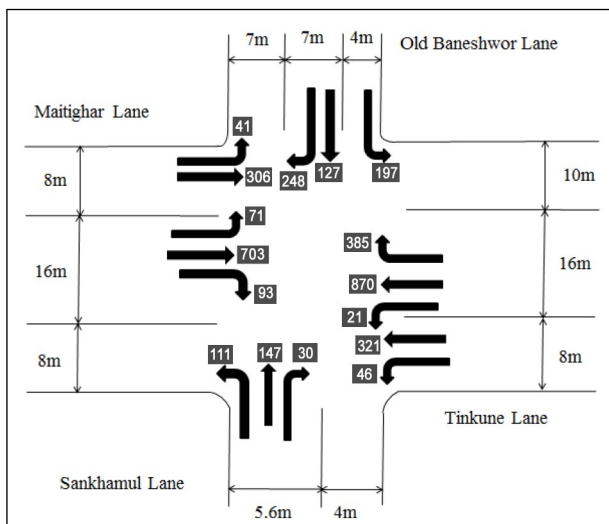 7m 7m 4m
Old Baneshwor Lane
Maitighar Lane
41
306 248 127 197
8m
10m
71
385
703
870
16m
16m
93
21
111 147 30
321
8m
8m
46
Tinkune Lane
Sankhamul Lane
5.6m 4m